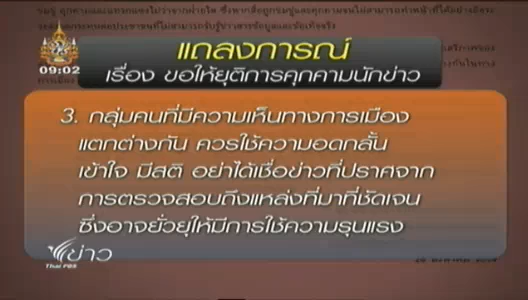 แถลงการณ์
เรื่อง ขอให้ยุติการคุกคามนักข่าว
09:02
3. กลุ่มคนที่มีความเห็นทางการเมือง
แตกต่างกัน ควรใช้ความอดกลั้น
เข้าใจ มีสติ อย่าได้เชื่อข่าวที่ปราศจาก
การตรวจสอบถึงแหล่งที่มาที่ชัดเจน
ซึ่งอาจยั่วยุให้มีการใช้ความรุนแรง
ข่าว
Thai PBS